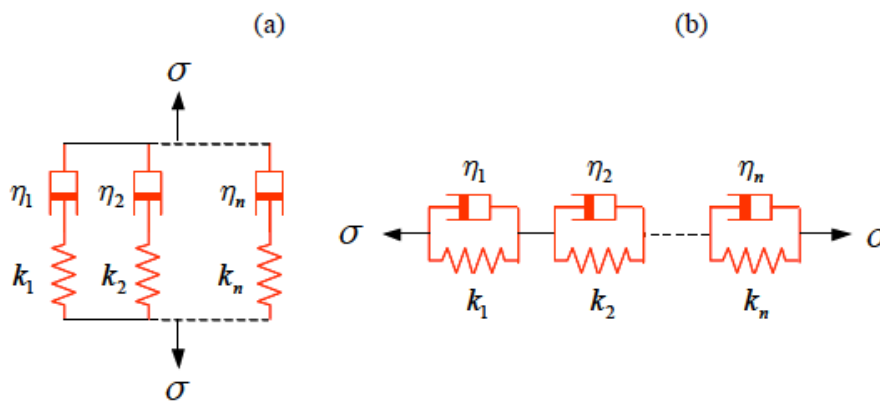 (a) (b)
σ
η₁ η₂ ηₙ η₁ η₂ ηₙ
σ σ
k₁ k₂ kₙ k₁ k₂ kₙ
σ